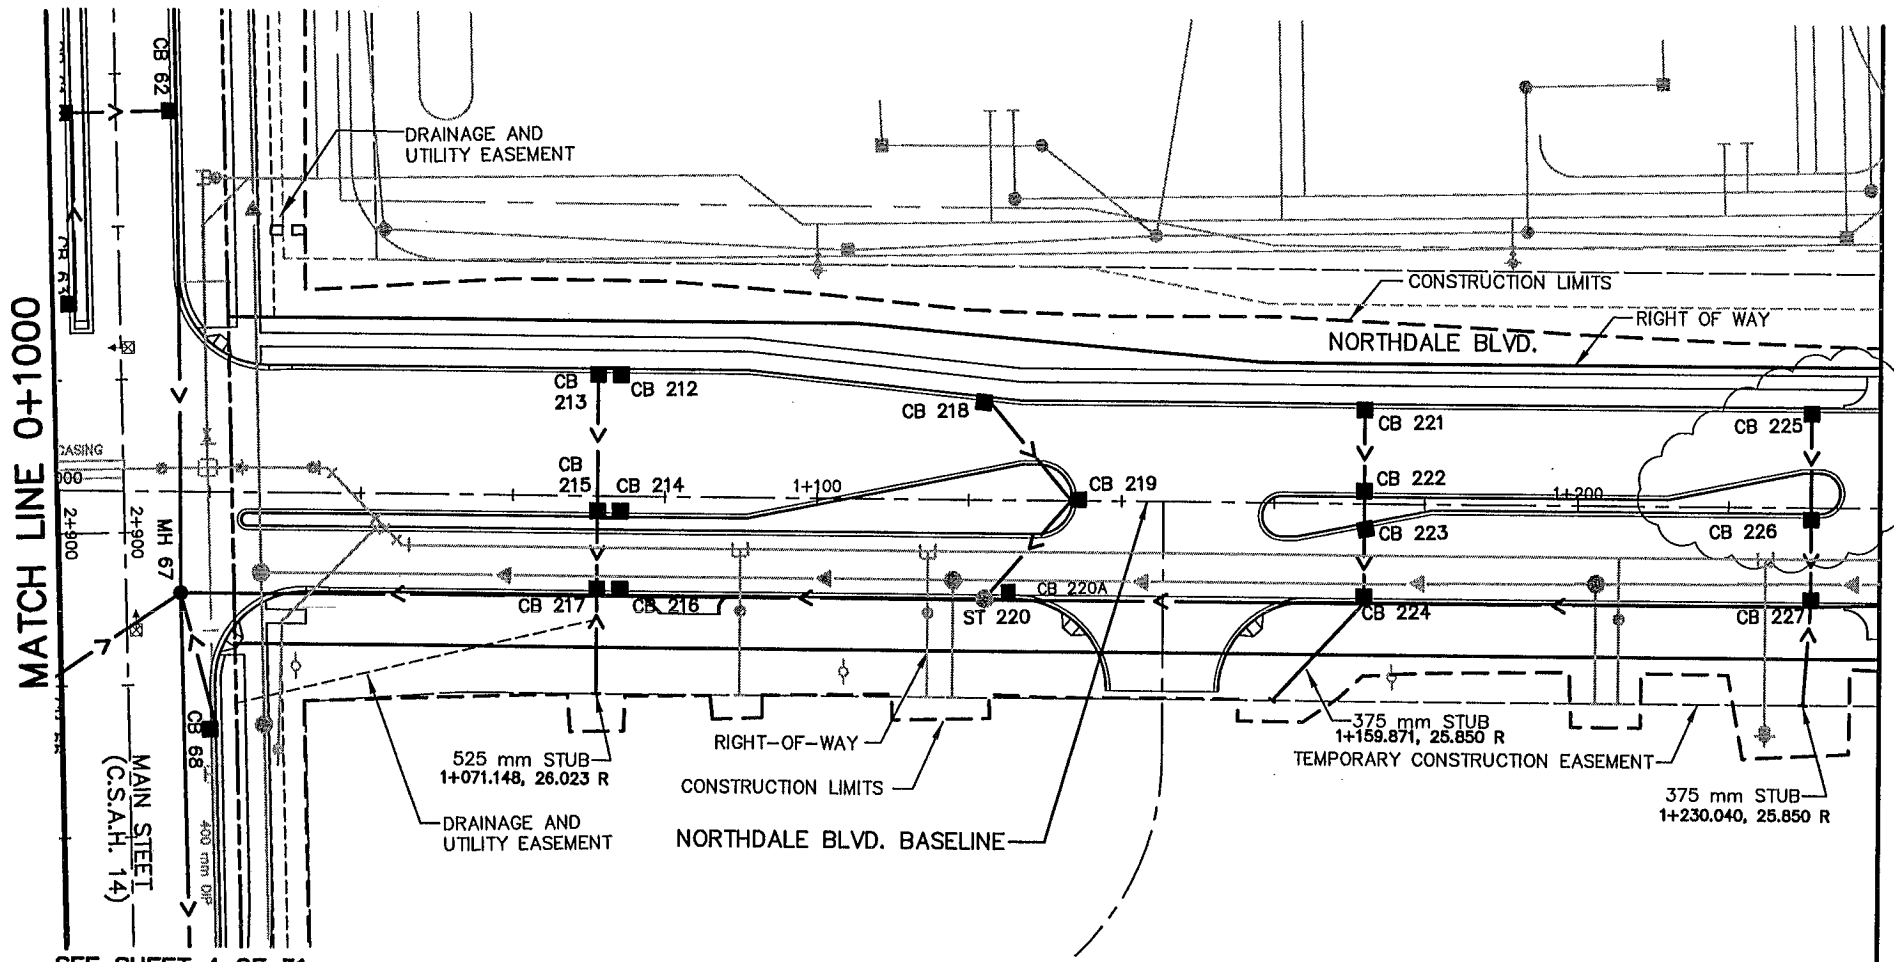 CB 62
DRAINAGE AND
UTILITY EASEMENT
CONSTRUCTION LIMITS
RIGHT OF WAY
NORTHDALE BLVD.
MATCH LINE 0+1000
CB
213
CB 212
CB 218
CB 221
CB 225
CASING
000
CB
215
CB 214
1+100
CB 219
CB 222
1+200
2+900
2+900
MH 67
CB 223
CB 226
CB 217
CB 216
CB 220A
ST 220
CB 224
CB 227
CB 68
525 mm STUB
1+071.148, 26.023 R
RIGHT-OF-WAY
375 mm STUB
1+159.871, 25.850 R
TEMPORARY CONSTRUCTION EASEMENT
CONSTRUCTION LIMITS
375 mm STUB
1+230.040, 25.850 R
MAIN STEET
(C.S.A.H. 14)
400 mm DIP
DRAINAGE AND
UTILITY EASEMENT
NORTHDALE BLVD. BASELINE